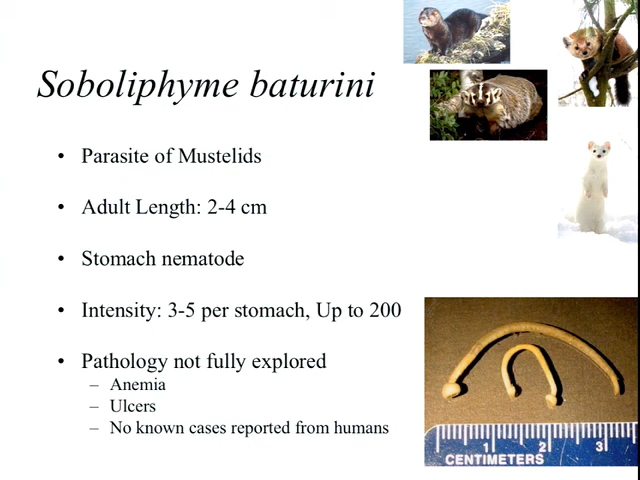 Soboliphyme baturini
• Parasite of Mustelids
• Adult Length: 2-4 cm
• Stomach nematode
• Intensity: 3-5 per stomach, Up to 200
• Pathology not fully explored
– Anemia
– Ulcers
– No known cases reported from humans
1 2 3
CENTIMETERS